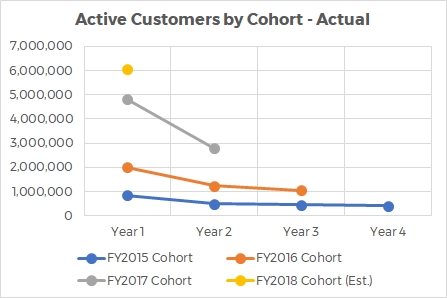 Active Customers by Cohort - Actual
7,000,000
6,000,000
5,000,000
4,000,000
3,000,000
2,000,000
1,000,000
0
Year 1 Year 2 Year 3 Year 4
FY2015 Cohort FY2016 Cohort
FY2017 Cohort FY2018 Cohort (Est.)